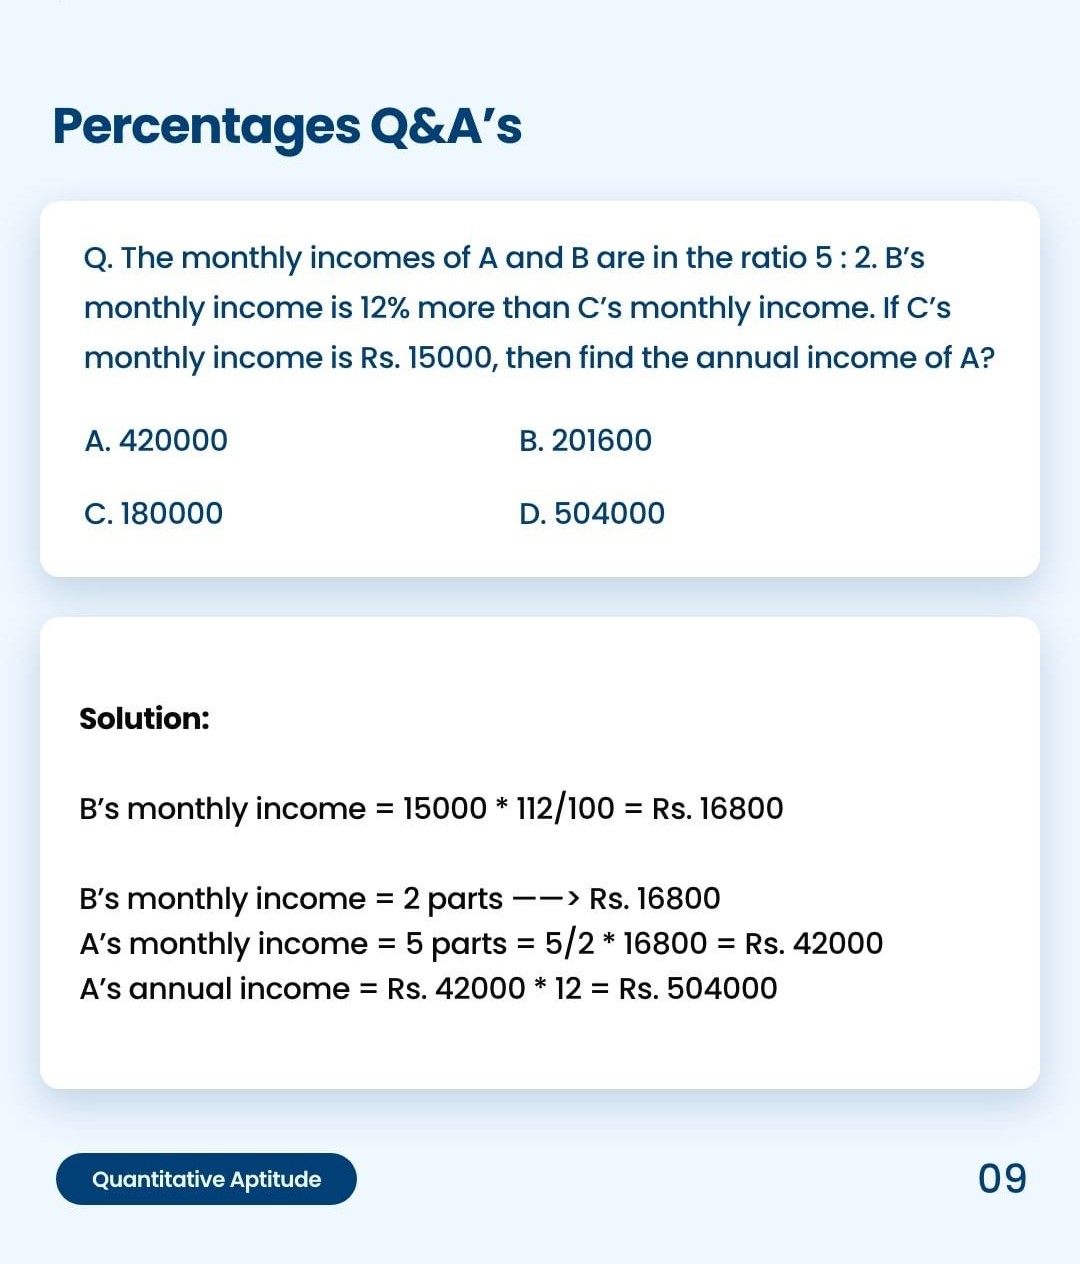 Percentages Q&A’s
Q. The monthly incomes of A and B are in the ratio 5 : 2. B’s
monthly income is 12% more than C’s monthly income. If C’s
monthly income is Rs. 15000, then find the annual income of A?
A. 420000
B. 201600
C. 180000
D. 504000
Solution:
B’s monthly income = 15000 * 112/100 = Rs. 16800
B’s monthly income = 2 parts ——> Rs. 16800
A’s monthly income = 5 parts = 5/2 * 16800 = Rs. 42000
A’s annual income = Rs. 42000 * 12 = Rs. 504000
Quantitative Aptitude
09